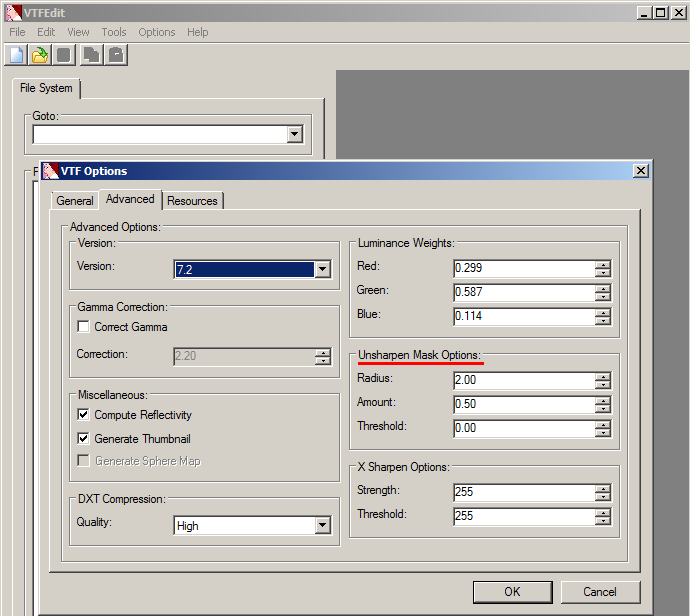 VTFEdit
File Edit View Tools Options Help
File System
Goto:
VTF Options
General Advanced Resources
Advanced Options:
Version:
Version: 7.2
Gamma Correction:
Correct Gamma
Correction: 2.20
Miscellaneous:
Compute Reflectivity
Generate Thumbnail
Generate Sphere Map
DXT Compression:
Quality: High
Luminance Weights:
Red: 0.299
Green: 0.587
Blue: 0.114
Unsharpen Mask Options:
Radius: 2.00
Amount: 0.50
Threshold: 0.00
X Sharpen Options:
Strength: 255
Threshold: 255
OK Cancel